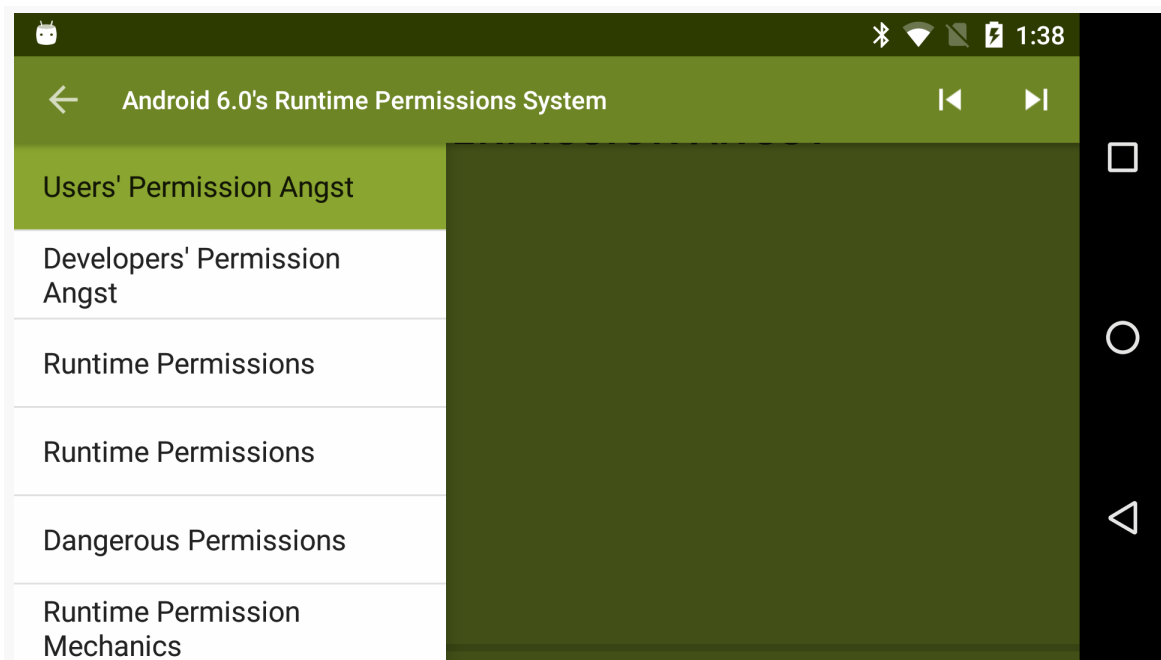 1:38
Android 6.0's Runtime Permissions System
Users' Permission Angst
Developers' Permission
Angst
Runtime Permissions
Runtime Permissions
Dangerous Permissions
Runtime Permission
Mechanics